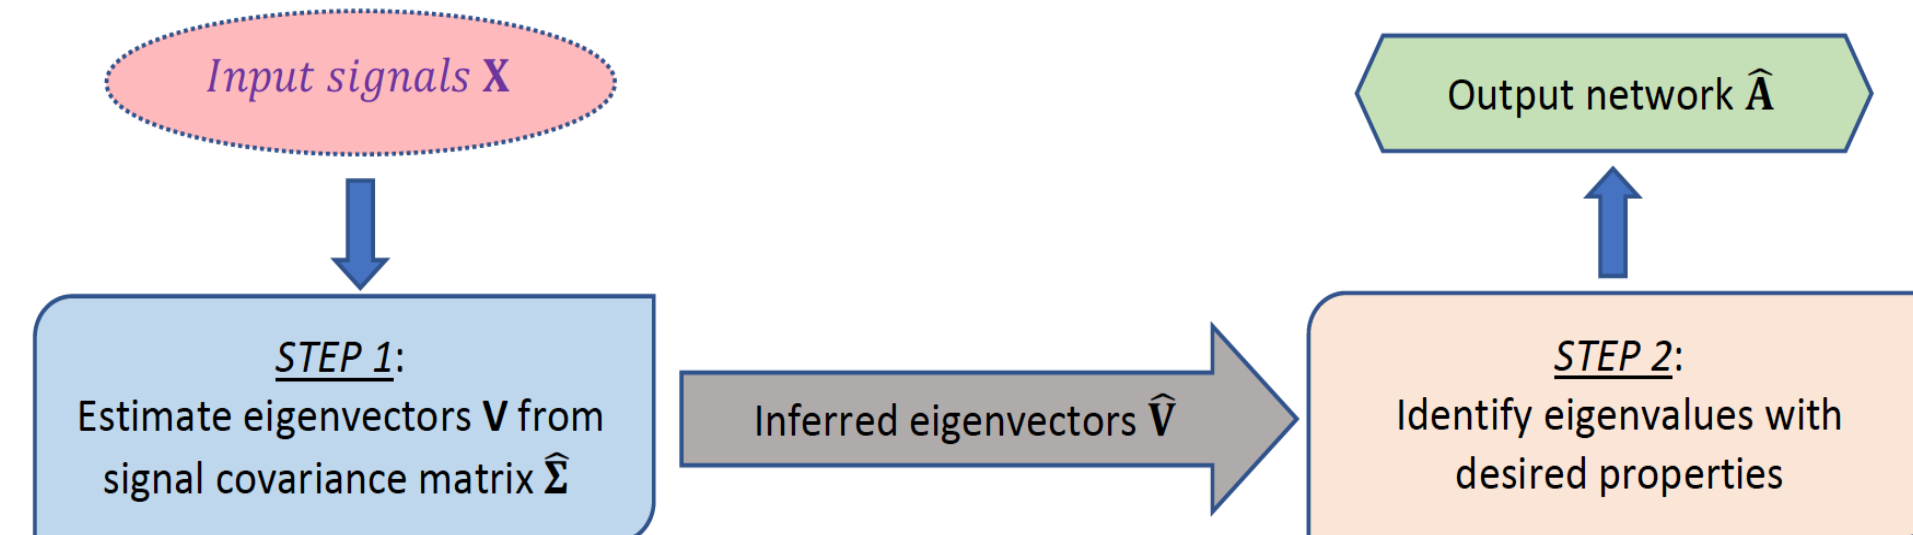 Input signals X
Output network Â
STEP 1:
Estimate eigenvectors V from
signal covariance matrix Σ̂
Inferred eigenvectors V̂
STEP 2:
Identify eigenvalues with
desired properties